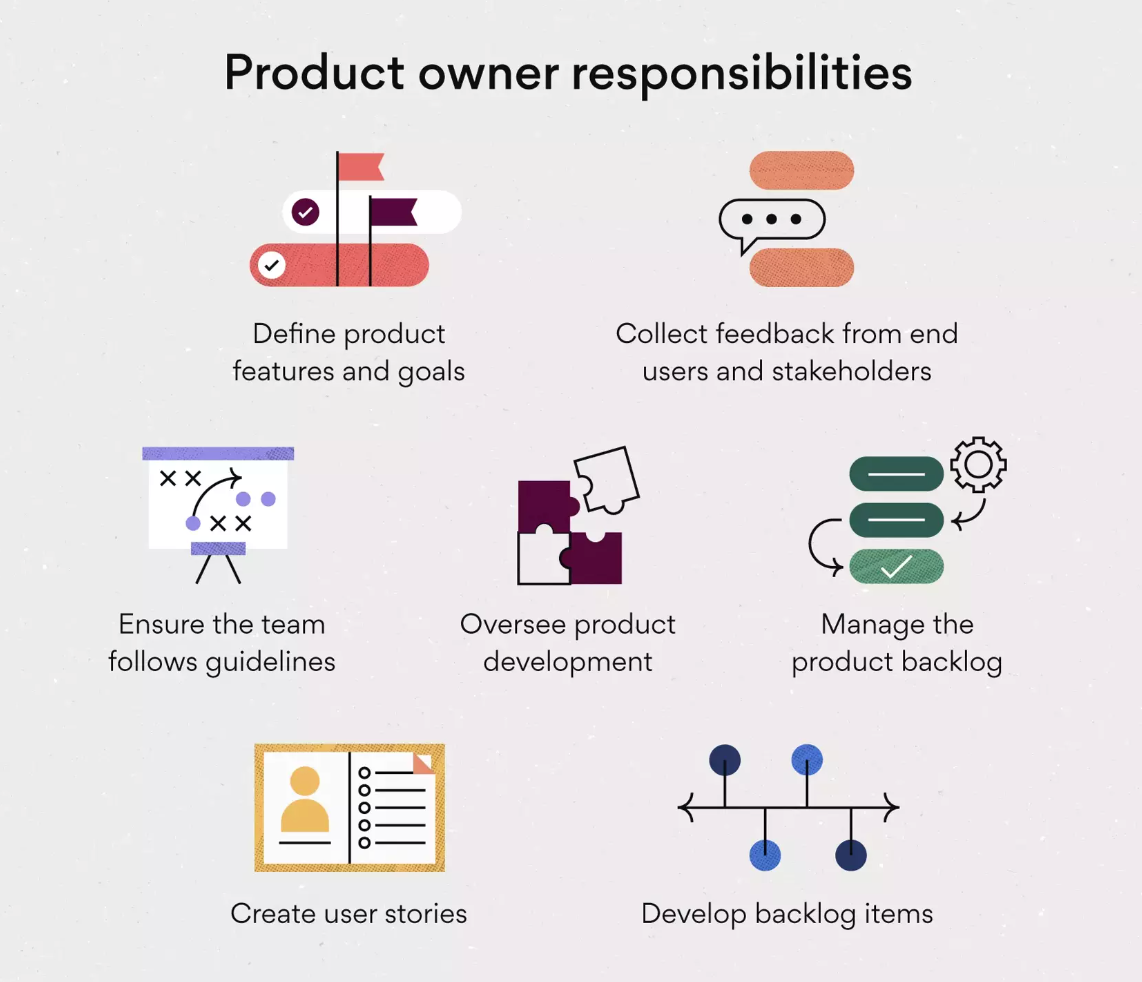 Product owner responsibilities
Define product
features and goals
Collect feedback from end
users and stakeholders
Ensure the team
follows guidelines
Oversee product
development
Manage the
product backlog
Create user stories
Develop backlog items